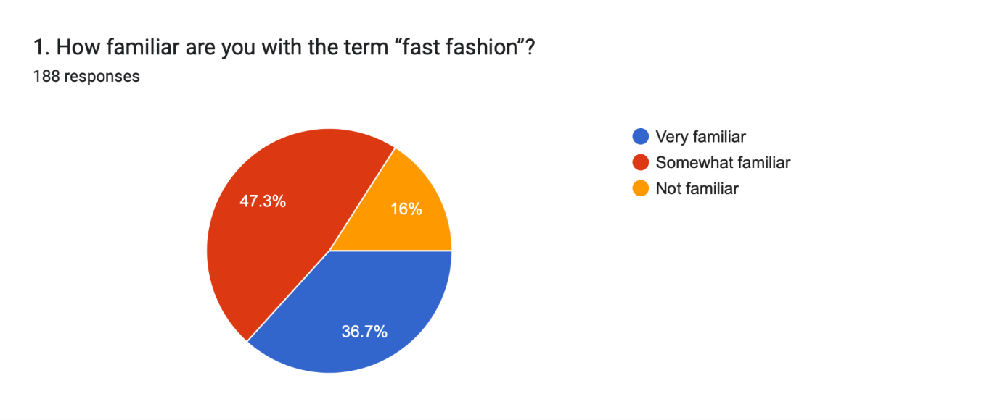 1. How familiar are you with the term “fast fashion”?
188 responses
Very familiar
Somewhat familiar
Not familiar
47.3%
16%
36.7%